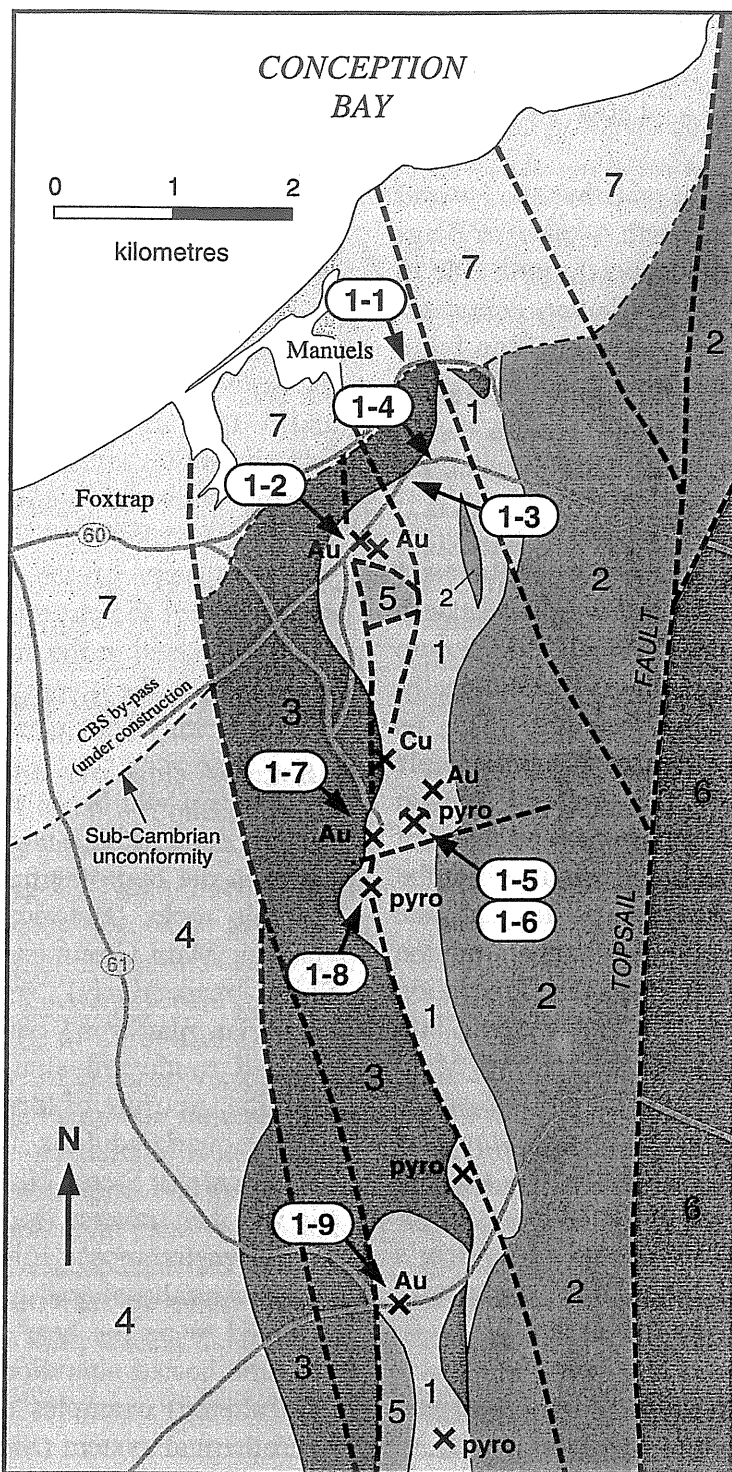 CONCEPTION
BAY
0 1 2
kilometres
7
7
1-1
Manuels
2
1
1-4
7
1-2
Foxtrap
1-3
60
Au Au
2
5
2
7
1
FAULT
CBS by-pass
(under construction)
3
Cu
1-7
Au
6
pyro
Au
Sub-Cambrian
unconformity
1-5
pyro
1-6
4
61
1-8
TOPSAIL
2
1
3
N
pyro
1-9
6
Au
2
4
3
5
1
pyro